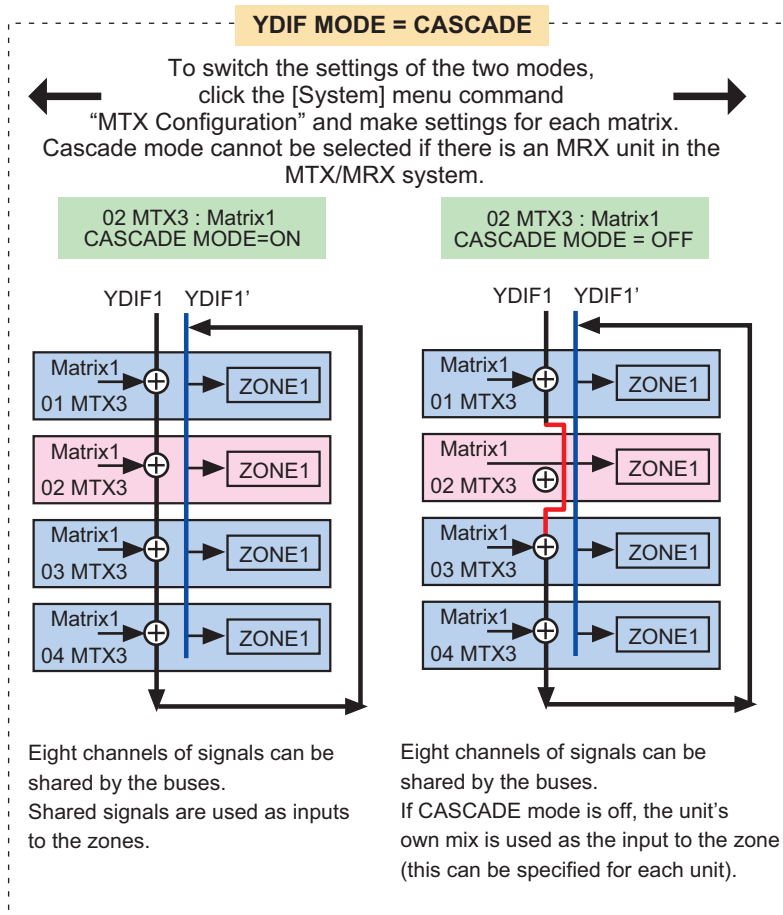 YDIF MODE = CASCADE
To switch the settings of the two modes,
click the [System] menu command
“MTX Configuration” and make settings for each matrix.
Cascade mode cannot be selected if there is an MRX unit in the
MTX/MRX system.
02 MTX3 : Matrix1
CASCADE MODE=ON
YDIF1 YDIF1’
Matrix1
ZONE1
01 MTX3
Matrix1
ZONE1
02 MTX3
Matrix1
ZONE1
03 MTX3
Matrix1
ZONE1
04 MTX3
Eight channels of signals can be
shared by the buses.
Shared signals are used as inputs
to the zones.
02 MTX3 : Matrix1
CASCADE MODE = OFF
YDIF1 YDIF1’
Matrix1
ZONE1
01 MTX3
Matrix1
ZONE1
02 MTX3
Matrix1
ZONE1
03 MTX3
Matrix1
ZONE1
04 MTX3
Eight channels of signals can be
shared by the buses.
If CASCADE mode is off, the unit’s
own mix is used as the input to the zone
(this can be specified for each unit).